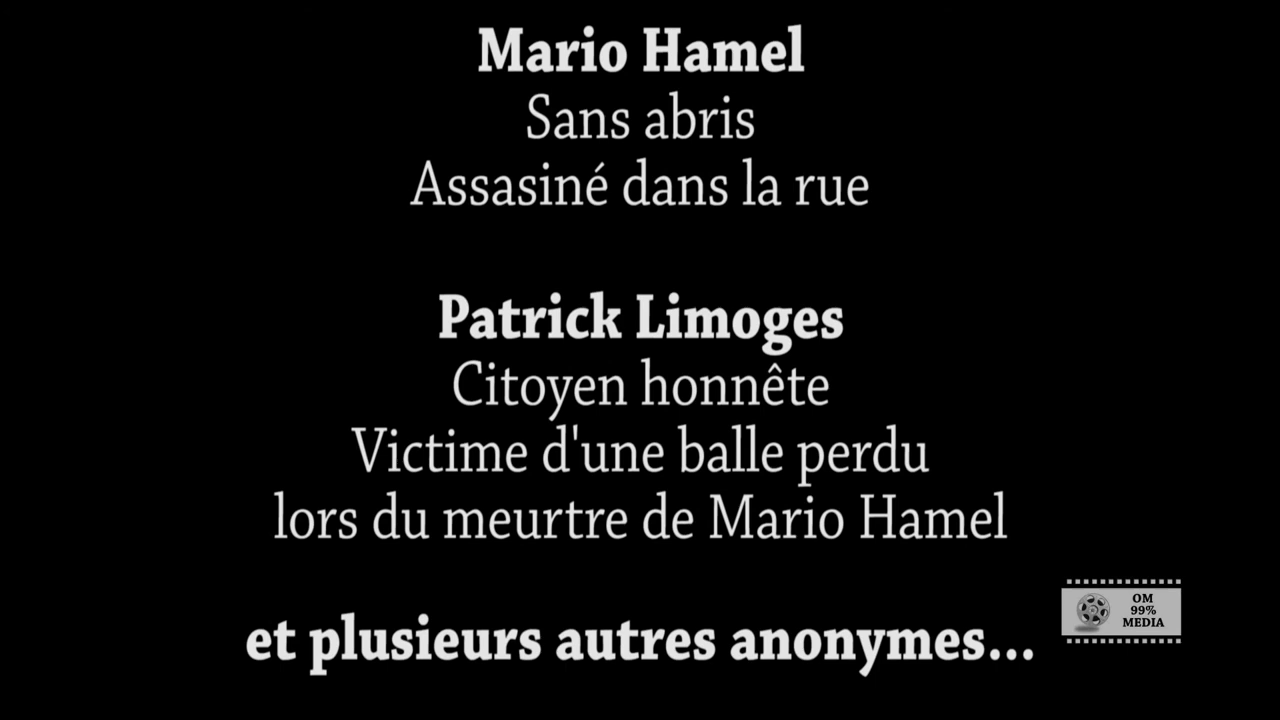 Mario Hamel
Sans abris
Assasiné dans la rue
Patrick Limoges
Citoyen honnête
Victime d'une balle perdu
lors du meurtre de Mario Hamel
et plusieurs autres anonymes...
OM
99%
MEDIA